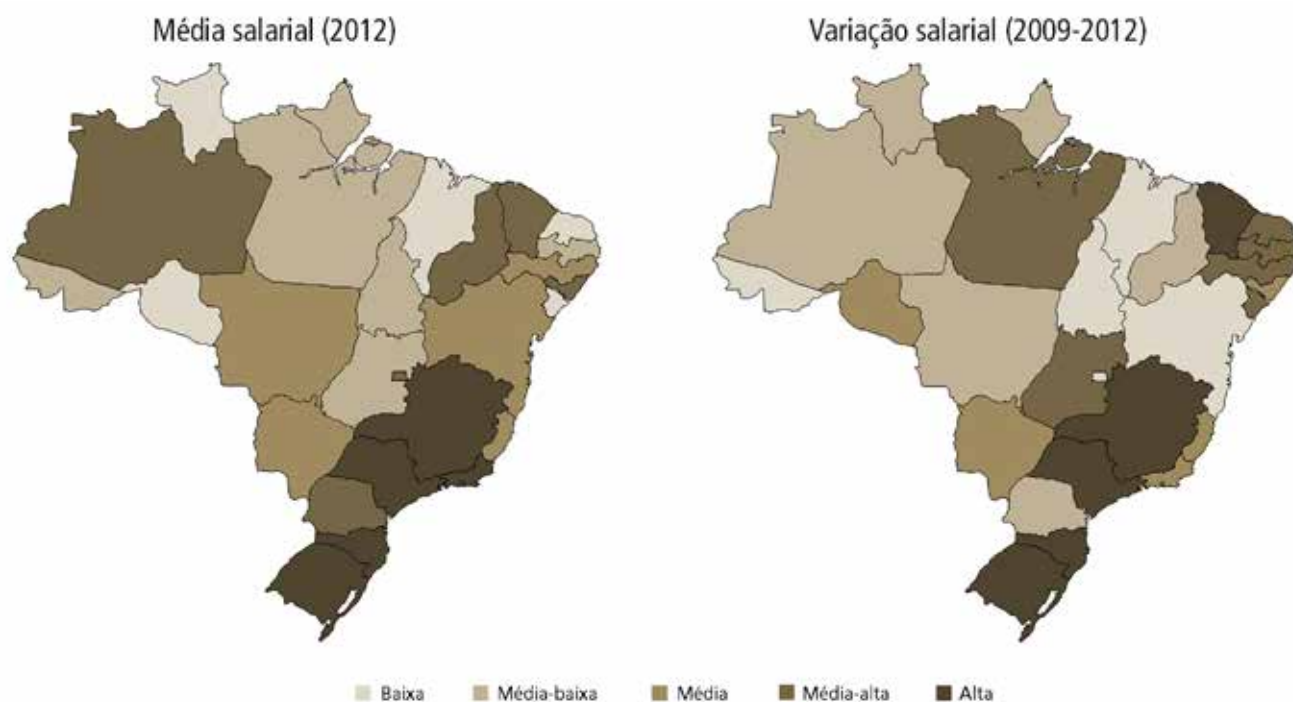 Média salarial (2012)
Variação salarial (2009-2012)
Baixa
Média-baixa
Média
Média-alta
Alta